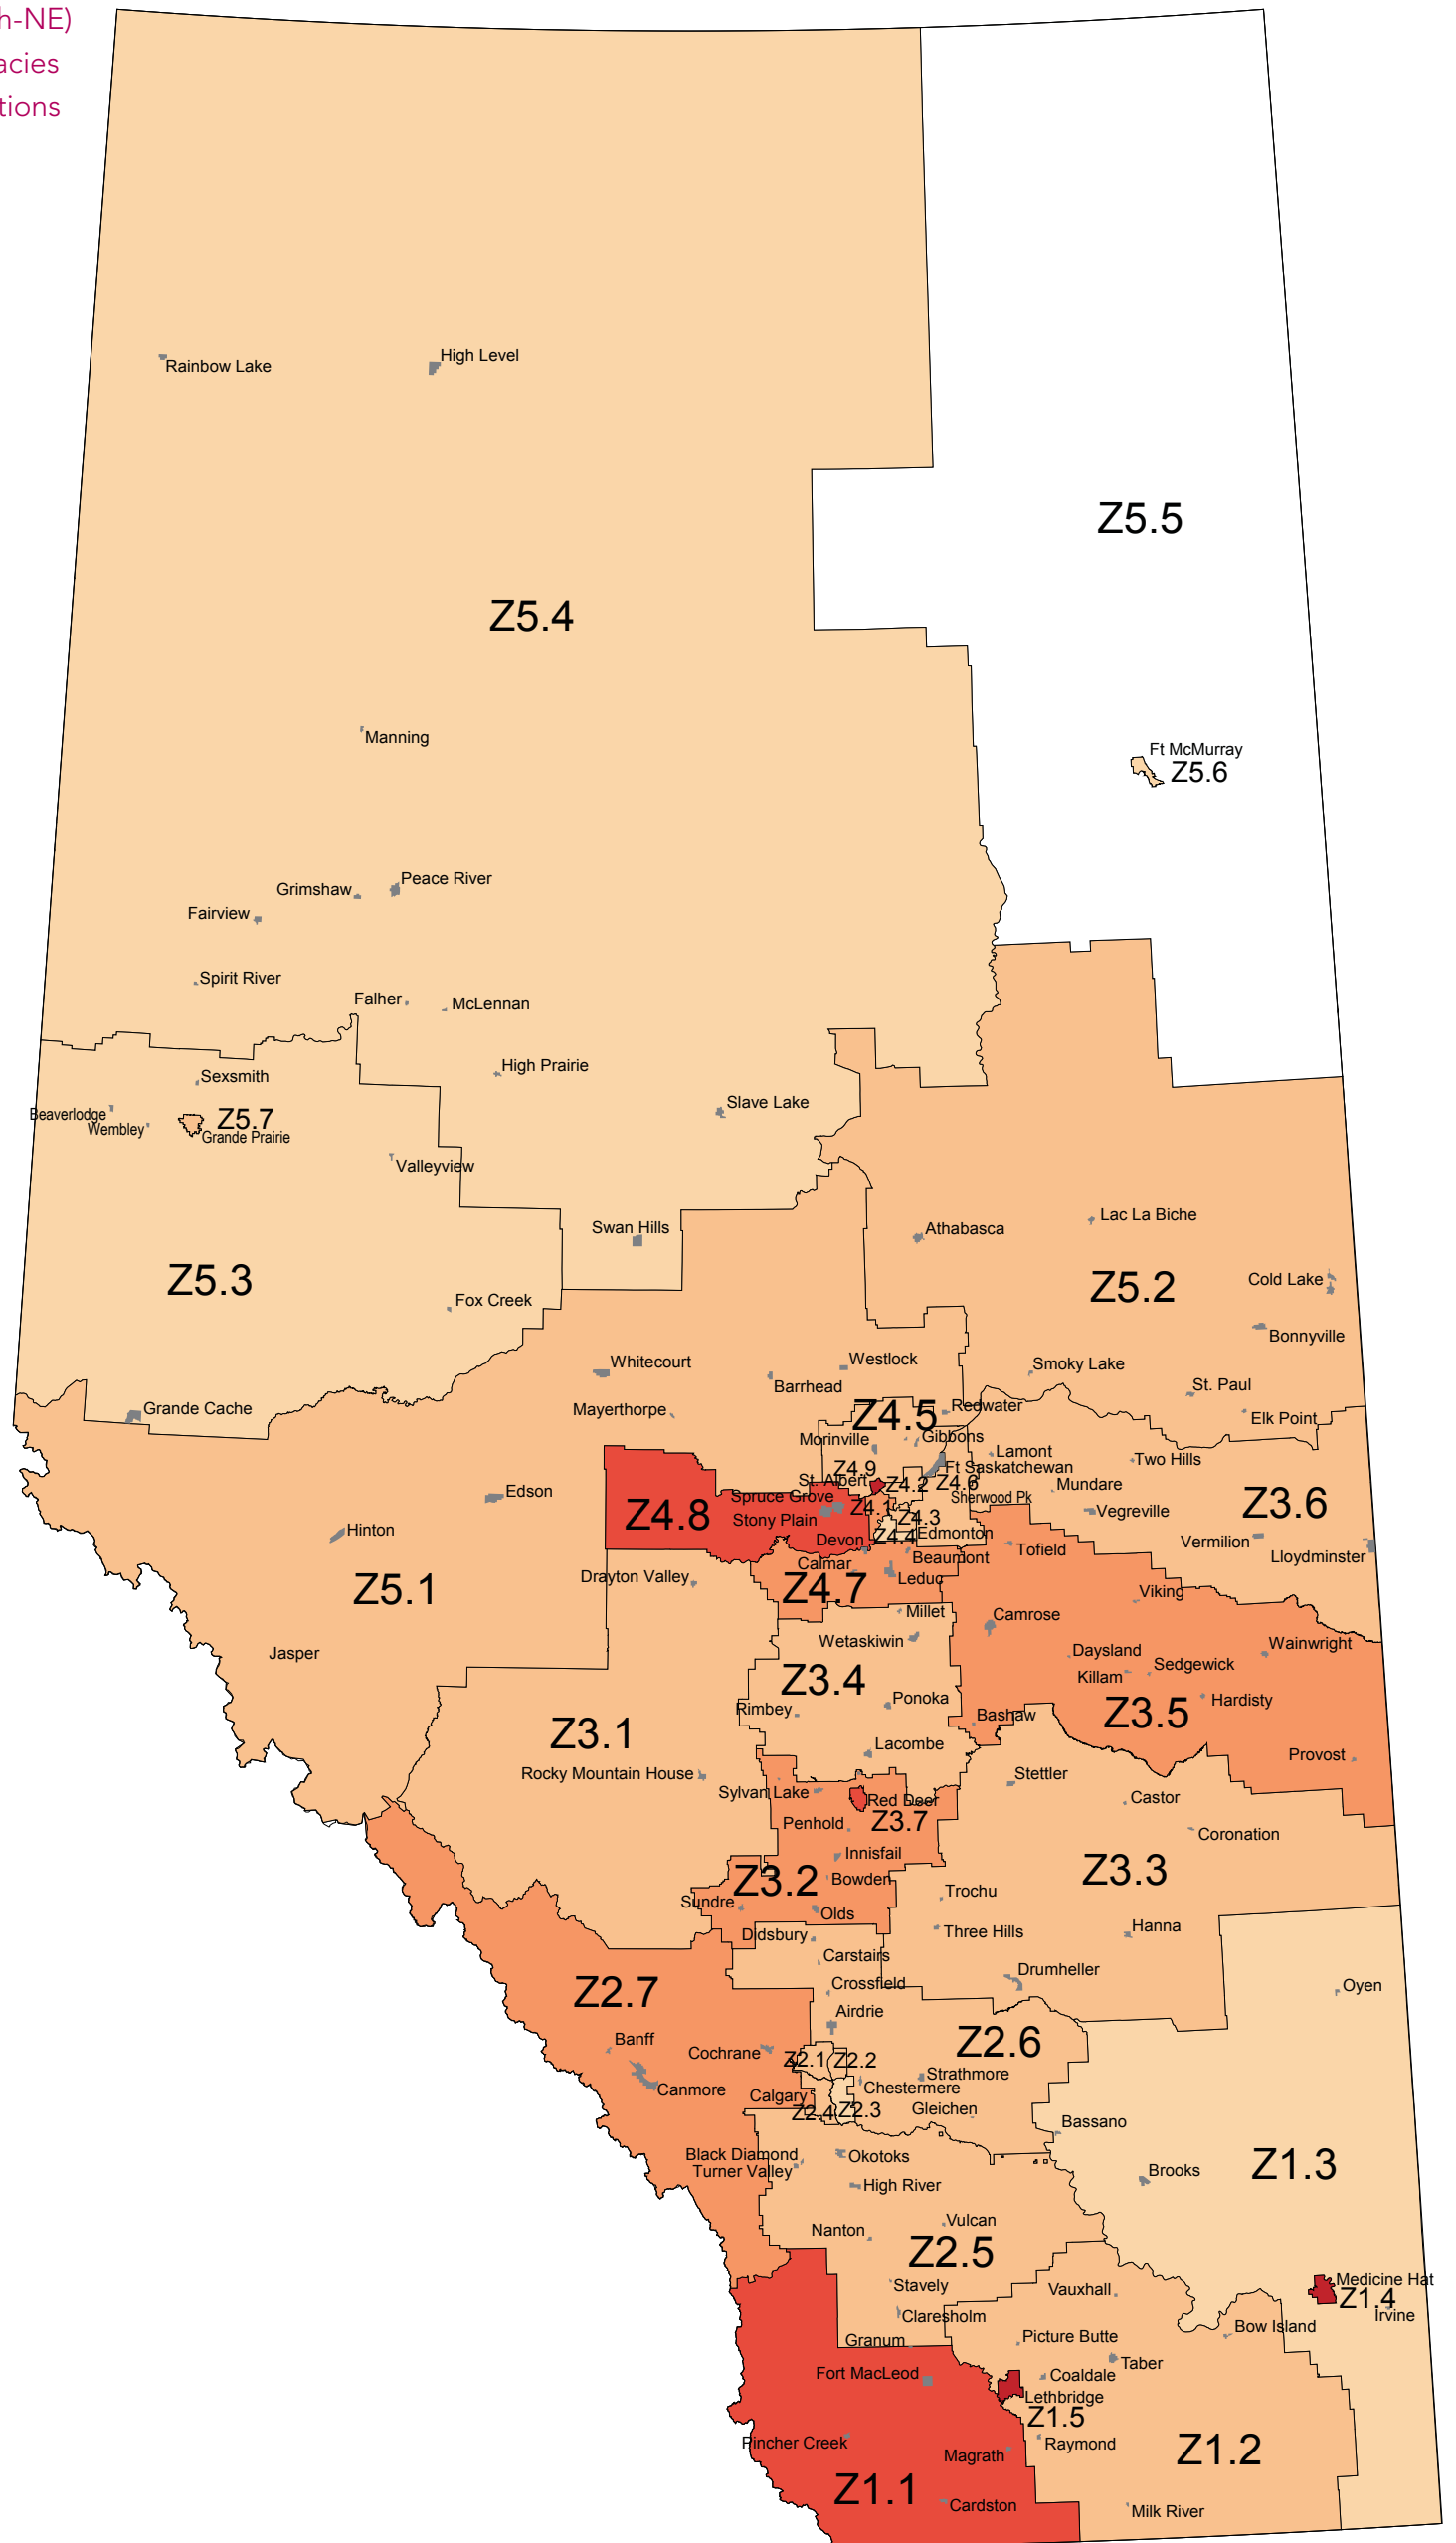 h-NE)
acies
tions
Rainbow Lake
High Level
Z5.5
Z5.4
Manning
Ft McMurray
Z5.6
Peace River
Grimshaw
Fairview
Spirit River
Falher
McLennan
High Prairie
Sexsmith
Slave Lake
Beaverlodge
Z5.7
Wembley
Grande Prairie
Valleyview
Lac La Biche
Swan Hills
Athabasca
Z5.3
Z5.2
Cold Lake
Fox Creek
Bonnyville
Whitecourt
Westlock
Smoky Lake
Barrhead
St. Paul
Grande Cache
Mayerthorpe
Redwater
Z4.5
Elk Point
Morinville
Gibbons
Lamont
Two Hills
Z4.9
Ft Saskatchewan
St. Albert
Z4.2
Z4.6
Mundare
Edson
Spruce Grove
Sherwood Pk
Z4.8
Z4.1
Vegreville
Z3.6
Stony Plain
Z4.3
Hinton
Devon
Z4.4
Edmonton
Vermilion
Tofield
Lloydminster
Calmar
Beaumont
Drayton Valley
Leduc
Z5.1
Z4.7
Viking
Millet
Camrose
Wetaskiwin
Wainwright
Jasper
Daysland
Sedgewick
Z3.4
Killam
Ponoka
Hardisty
Rimbey
Bashaw
Z3.5
Z3.1
Lacombe
Provost
Rocky Mountain House
Stettler
Sylvan Lake
Castor
Red Deer
Penhold
Z3.7
Coronation
Innisfail
Z3.3
Z3.2
Bowden
Trochu
Sundre
Olds
Hanna
Three Hills
Didsbury
Carstairs
Drumheller
Crossfield
Oyen
Z2.7
Airdrie
Banff
Z2.6
Cochrane
Z2.1
Z2.2
Strathmore
Canmore
Chestermere
Calgary
Gleichen
Z2.4
Z2.3
Bassano
Black Diamond
Okotoks
Z1.3
Turner Valley
Brooks
High River
Vulcan
Nanton
Z2.5
Medicine Hat
Stavely
Vauxhall
Z1.4
Irvine
Claresholm
Bow Island
Picture Butte
Granum
Taber
Fort MacLeod
Coaldale
Lethbridge
Z1.5
Pincher Creek
Raymond
Z1.2
Magrath
Z1.1
Cardston
Milk River